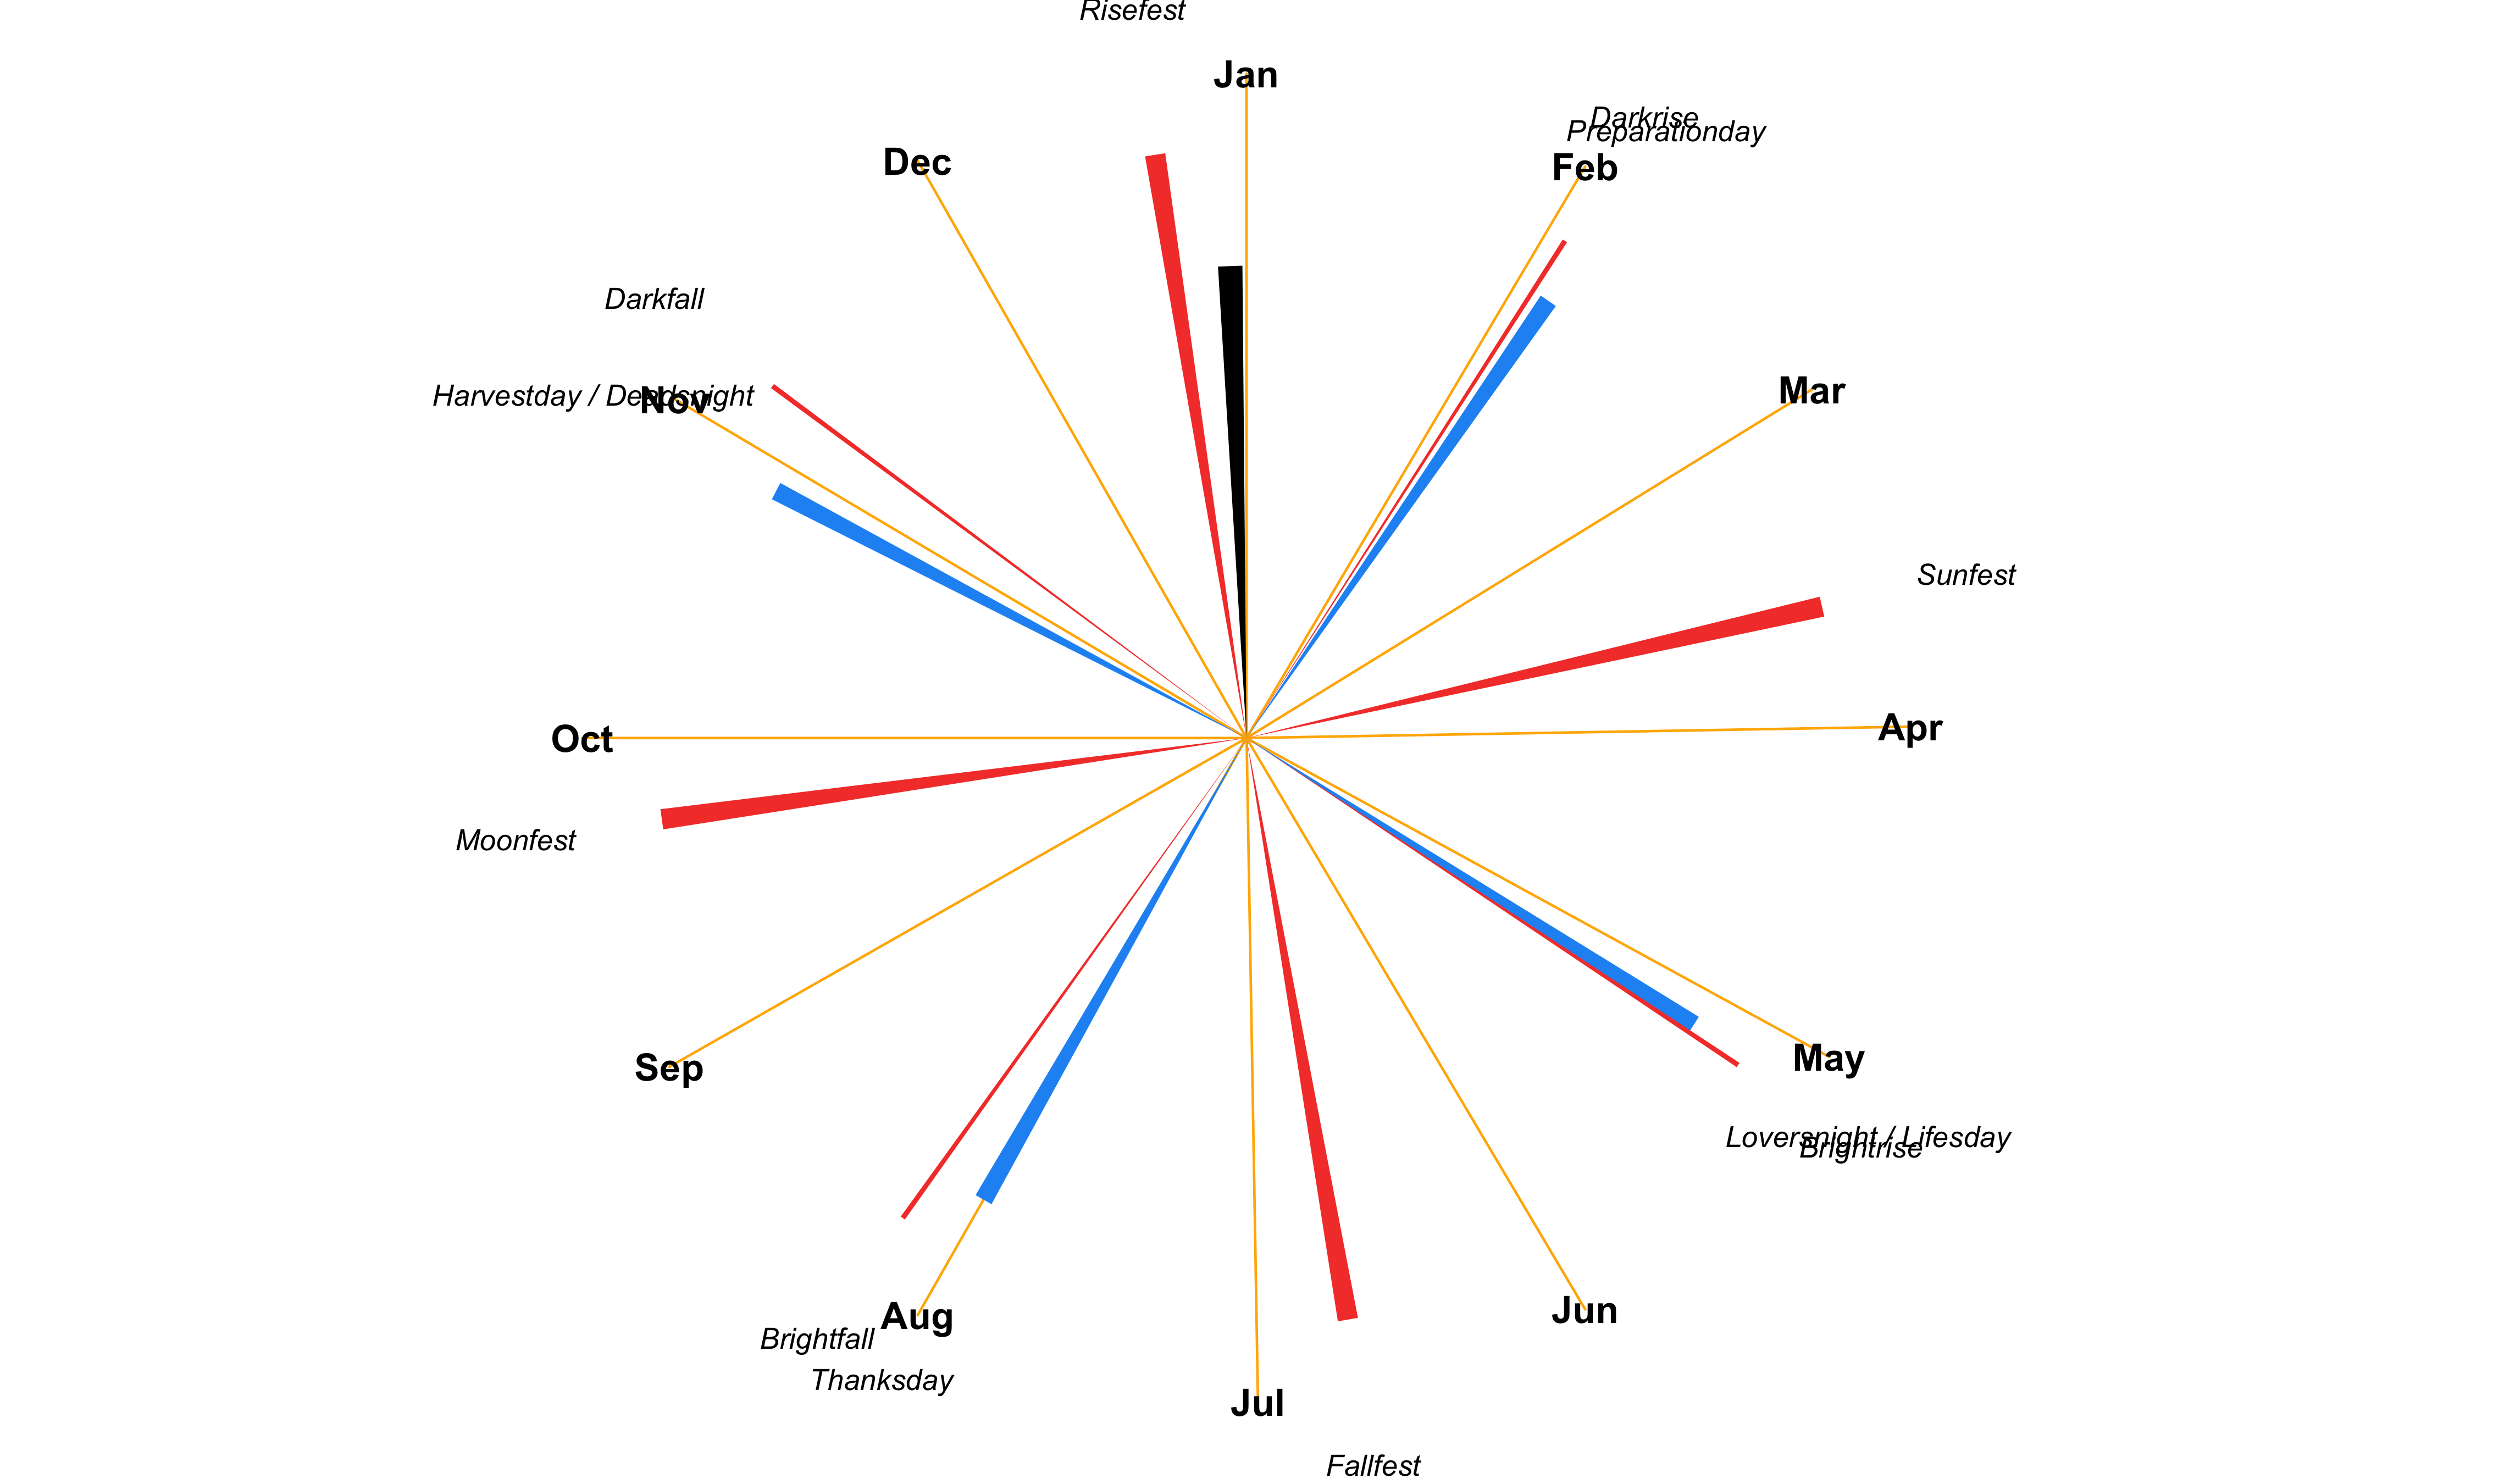 Risefest
Jan
Darkrise
Preparationday
Dec
Feb
Darkfall
Mar
Harvestday / Deadsnight
Nov
Sunfest
Apr
Oct
Moonfest
May
Sep
Loversnight / Lifesday
Brightrise
Jun
Aug
Brightfall
Thanksday
Jul
Fallfest